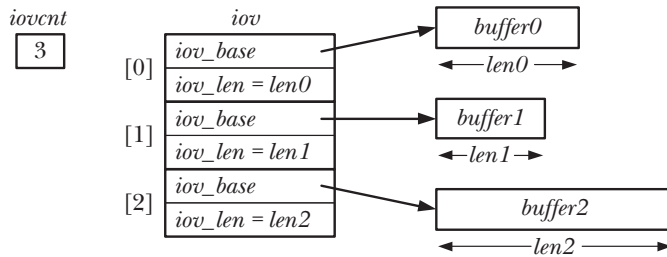 iovcnt
3
iov
[0]
iov_base
iov_len = len0
[1]
iov_base
iov_len = len1
[2]
iov_base
iov_len = len2
buffer0
len0
buffer1
len1
buffer2
len2